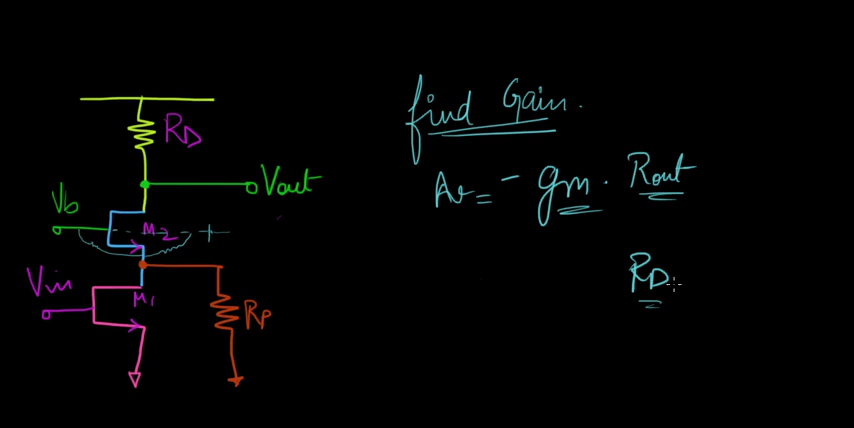 find Gain.
RD
Av = - gm . Rout
Vout
Vb
M2
+
RD
Vin
M1
RP